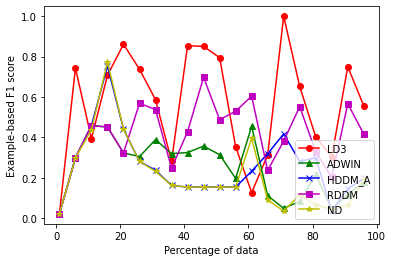 Example-based F1 score
1.0
0.8
0.6
0.4
0.2
0.0
0 20 40 60 80 100
Percentage of data
LD3
ADWIN
HDDM_A
RDDM
ND